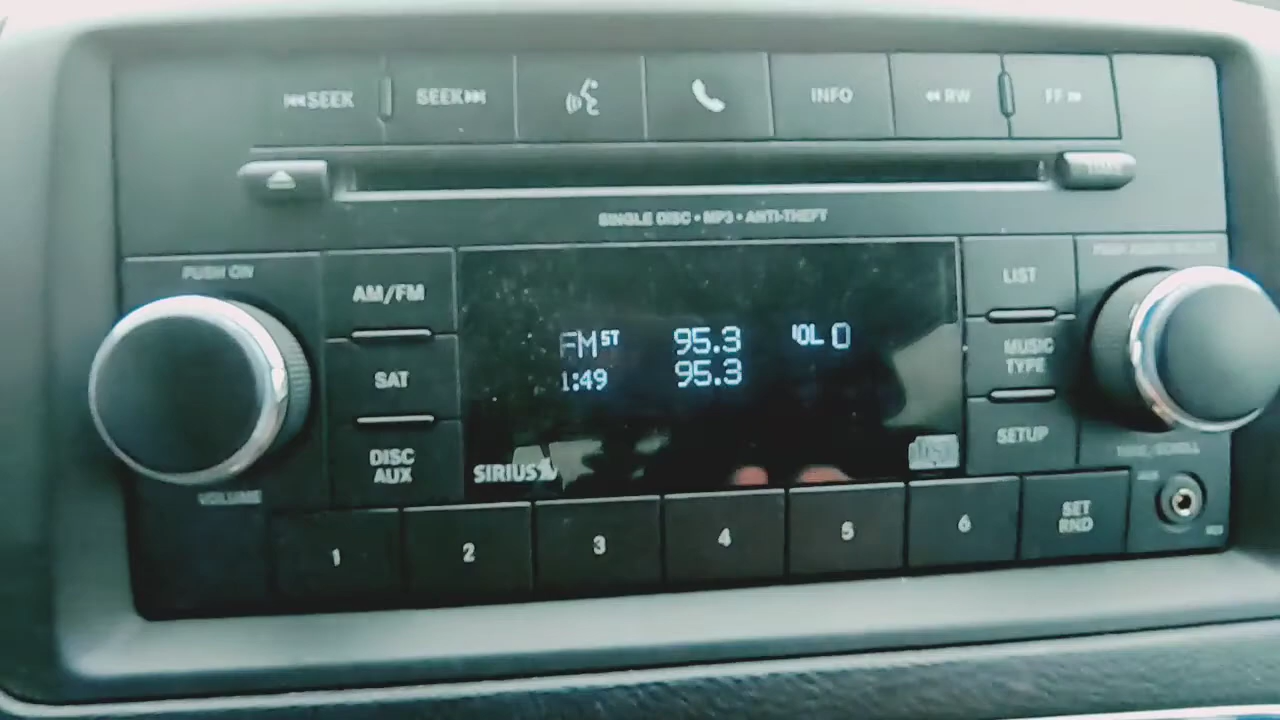 SEEK
SEEK
INFO
RW
FF
SINGLE DISC • MP3 • ANTI-THEFT
PUSH ON
VOLUME
AM/FM
SAT
DISC
AUX
FM ST 95.3 VOL 0
1:49 95.3
SIRIUS
LIST
MUSIC
TYPE
SETUP
TUNE/SCROLL
1
2
3
4
5
6
SET
RND